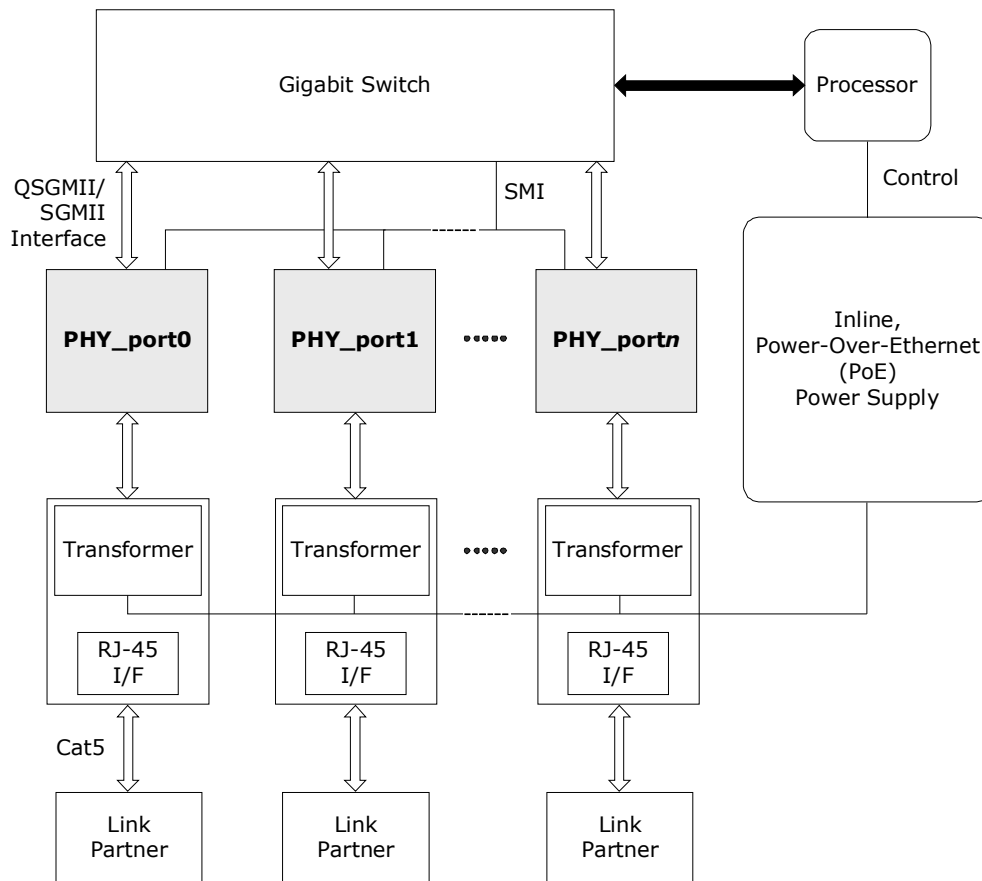 Gigabit Switch
Processor
QSGMII/
SGMII
Interface
SMI
Control
PHY_port0
PHY_port1
PHY_portn
Inline,
Power-Over-Ethernet
(PoE)
Power Supply
Transformer
Transformer
Transformer
RJ-45
I/F
RJ-45
I/F
RJ-45
I/F
Cat5
Link
Partner
Link
Partner
Link
Partner